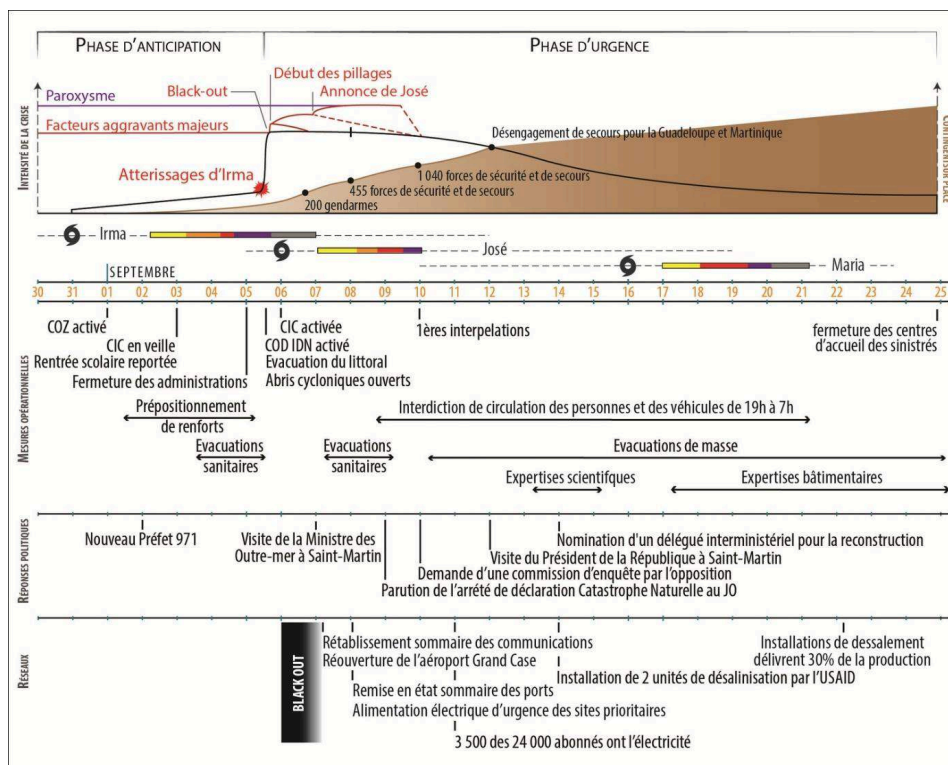 PHASE D'ANTICIPATION
PHASE D'URGENCE
Début des pillages
Annonce de José
Black-out
Paroxysme
Facteurs aggravants majeurs
Atterissages d'Irma
Désengagement de secours pour la Guadeloupe et Martinique
1 040 forces de sécurité et de secours
455 forces de sécurité et de secours
200 gendarmes
INTENSITÉ DE LA CRISE
Irma
José
Maria
SEPTEMBRE
30 31 01 02 03 04 05 06 07 08 09 10 11 12 13 14 15 16 17 18 19 20 21 22 23 24 25
MESURES OPÉRATIONNELLES
COZ activé
CIC en veille
Rentrée scolaire reportée
Fermeture des administrations
CIC activée
COD IDN activé
Evacuation du littoral
Abris cycloniques ouverts
1ères interpelations
fermeture des centres
d'accueil des sinistrés
Prépositionnement
de renforts
Interdiction de circulation des personnes et des véhicules de 19h à 7h
Evacuations
sanitaires
Evacuations
sanitaires
Evacuations de masse
Expertises scientifques
Expertises bâtimentaires
RÉPONSES POLITIQUES
Nouveau Préfet 971
Visite de la Ministre des
Outre-mer à Saint-Martin
Nomination d'un délégué interministériel pour la reconstruction
Visite du Président de la République à Saint-Martin
Demande d'une commission d'enquête par l'opposition
Parution de l'arrété de déclaration Catastrophe Naturelle au JO
RÉSEAUX
BLACK OUT
Rétablissement sommaire des communications
Réouverture de l'aéroport Grand Case
Installation de 2 unités de désalinisation par l'USAID
Remise en état sommaire des ports
Alimentation électrique d'urgence des sites prioritaires
3 500 des 24 000 abonnés ont l'électricité
Installations de dessalement
délivrent 30% de la production